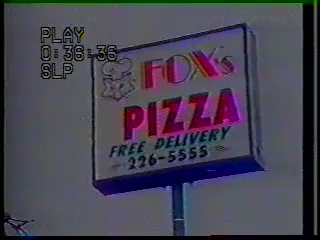 PLAY
0:36:36
SLP
FOX's
PIZZA
FREE DELIVERY
226-5555